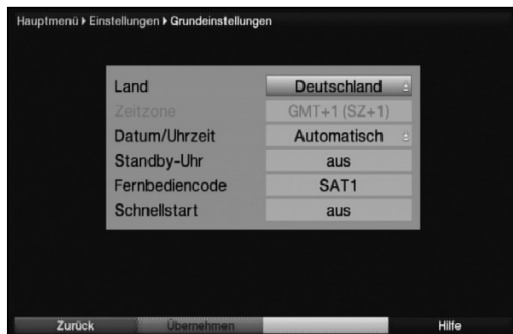 Hauptmenü ▸ Einstellungen ▸ Grundeinstellungen
Land Deutschland
Zeitzone GMT+1 (SZ+1)
Datum/Uhrzeit Automatisch
Standby-Uhr aus
Fernbediencode SAT1
Schnellstart aus
Zurück Übernehmen Hilfe